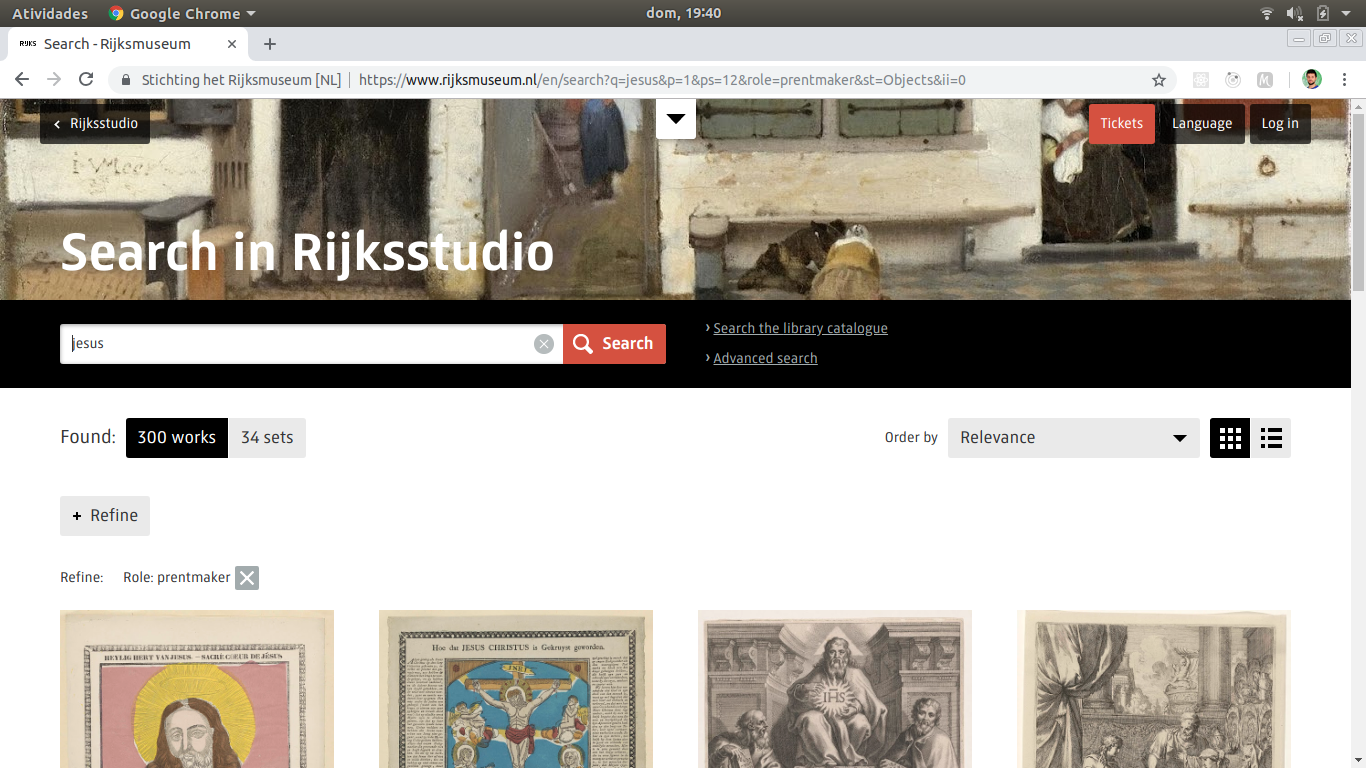 Atividades Google Chrome dom, 19:40
RIJKS Search - Rijksmuseum
Stichting het Rijksmuseum [NL] https://www.rijksmuseum.nl/en/search?q=jesus&p=1&ps=12&role=prentmaker&st=Objects&ii=0
Rijksstudio
Tickets
Language
Log in
Search in Rijksstudio
jesus
Search
Search the library catalogue
Advanced search
Found: 300 works 34 sets
Order by Relevance
+ Refine
Refine: Role: prentmaker
HEYLIG HERT VAN JESUS. — SACRÉ COEUR DE JÉSUS
Hoe dat JESUS CHRISTUS is Gekruyst geworden.
INRI
IHS